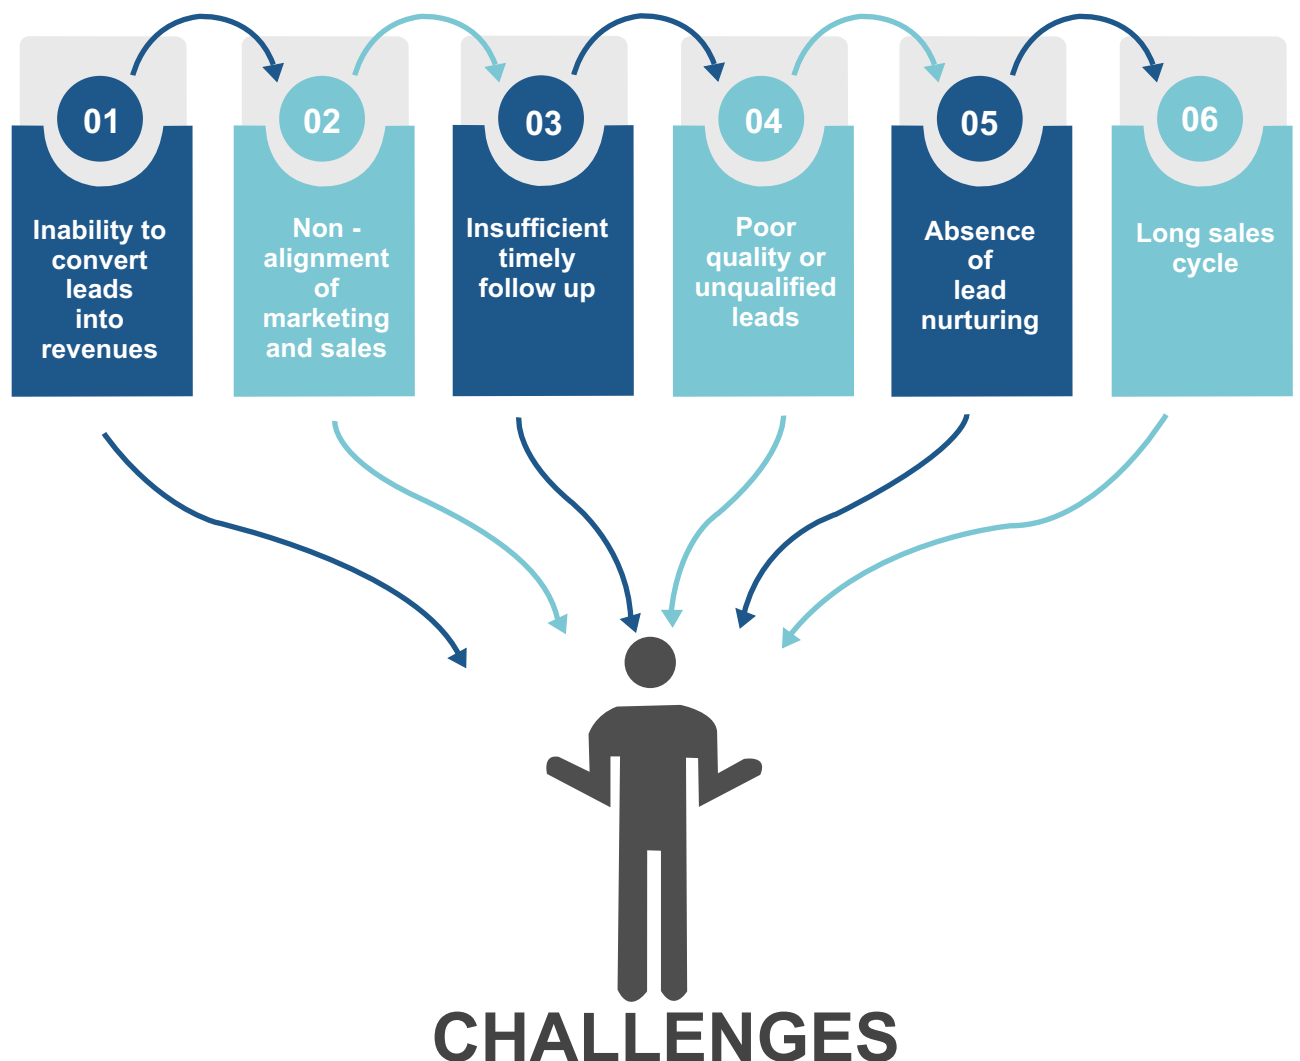 01
Inability to
convert
leads
into
revenues
02
Non -
alignment
of
marketing
and sales
03
Insufficient
timely
follow up
04
Poor
quality or
unqualified
leads
05
Absence
of
lead
nurturing
06
Long sales
cycle
CHALLENGES